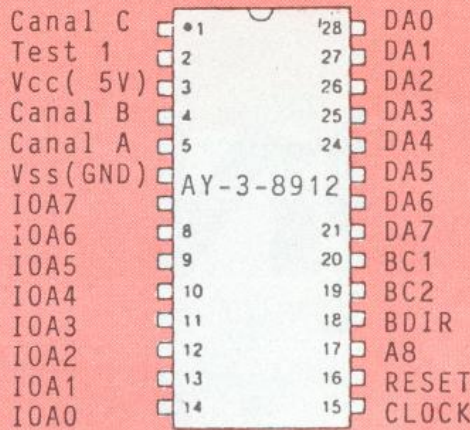 Canal C •1 '28 DA0
Test 1 2 27 DA1
Vcc( 5V) 3 26 DA2
Canal B 4 25 DA3
Canal A 5 24 DA4
Vss(GND) DA5
AY-3-8912
IOA7 DA6
IOA6 8 21 DA7
IOA5 9 20 BC1
IOA4 10 19 BC2
IOA3 11 18 BDIR
IOA2 12 17 A8
IOA1 13 16 RESET
IOA0 14 15 CLOCK